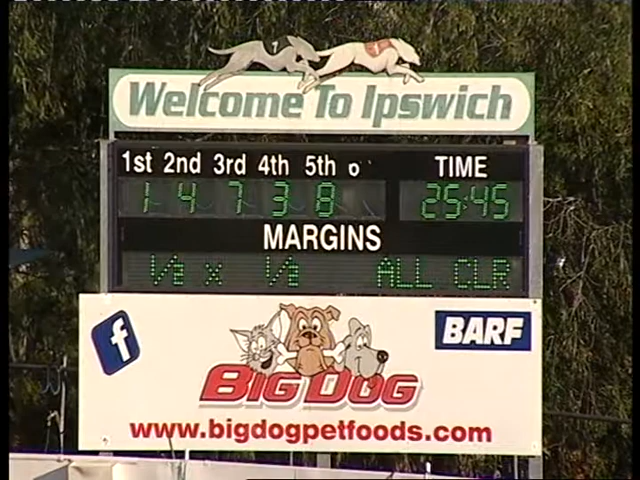 Welcome To Ipswich
1st 2nd 3rd 4th 5th TIME
1 4 7 3 8 25:45
MARGINS
1/2 x 1/2 ALL CLR
f
BARF
BIG DOG
www.bigdogpetfoods.com